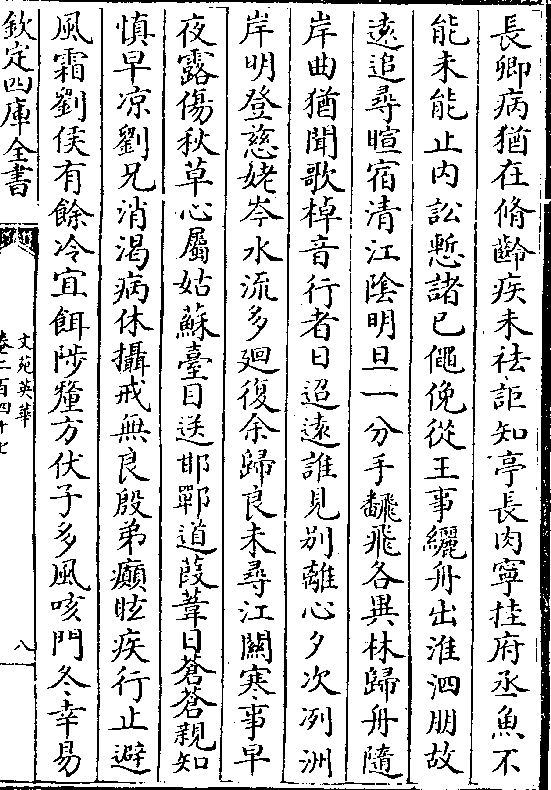 長卿病猶在脩齡疾未祛詎知亭長肉寧挂府丞魚不
能未能止内訟慙諸已僶俛從王事纚舟出淮泗朋故
遠追尋暄宿清江陰明旦一分手飜飛各異林歸舟隨
岸曲猶聞歌棹音行者日迢遠誰見别離心夕次冽洲
岸明登慈姥岑水流多廻復余歸良未尋江闗寒事早
夜露傷秋草心屬姑蘇臺目送邯鄲道葭葦日蒼蒼親知
慎早凉劉兄消渴病休攝戒無良殷弟癲眩疾行止避
風霜劉侯有餘冷宜餌陟釐方伏子多風咳門冬幸易
欽定四庫全書
文苑英華
卷二百四十七
八